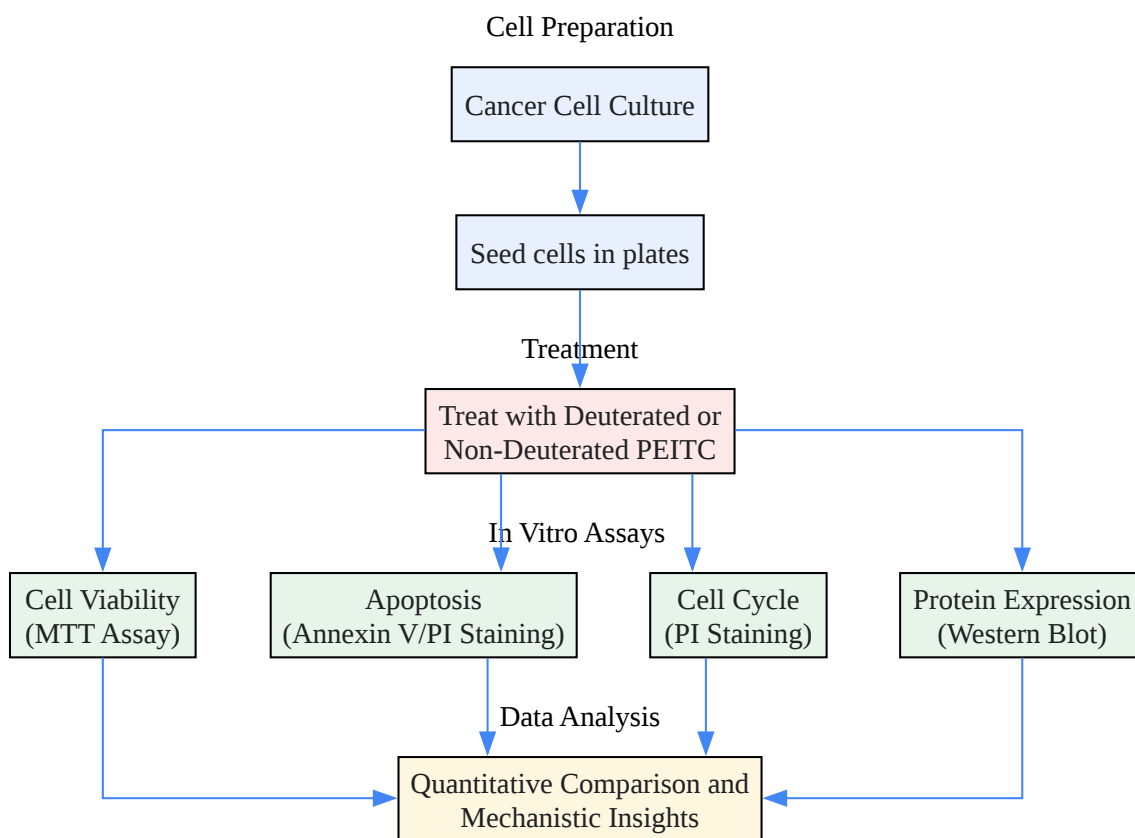 Cell Preparation
Cancer Cell Culture
Seed cells in plates
Treatment
Treat with Deuterated or
Non-Deuterated PEITC
In Vitro Assays
Cell Viability
(MTT Assay)
Apoptosis
(Annexin V/PI Staining)
Cell Cycle
(PI Staining)
Protein Expression
(Western Blot)
Data Analysis
Quantitative Comparison and
Mechanistic Insights